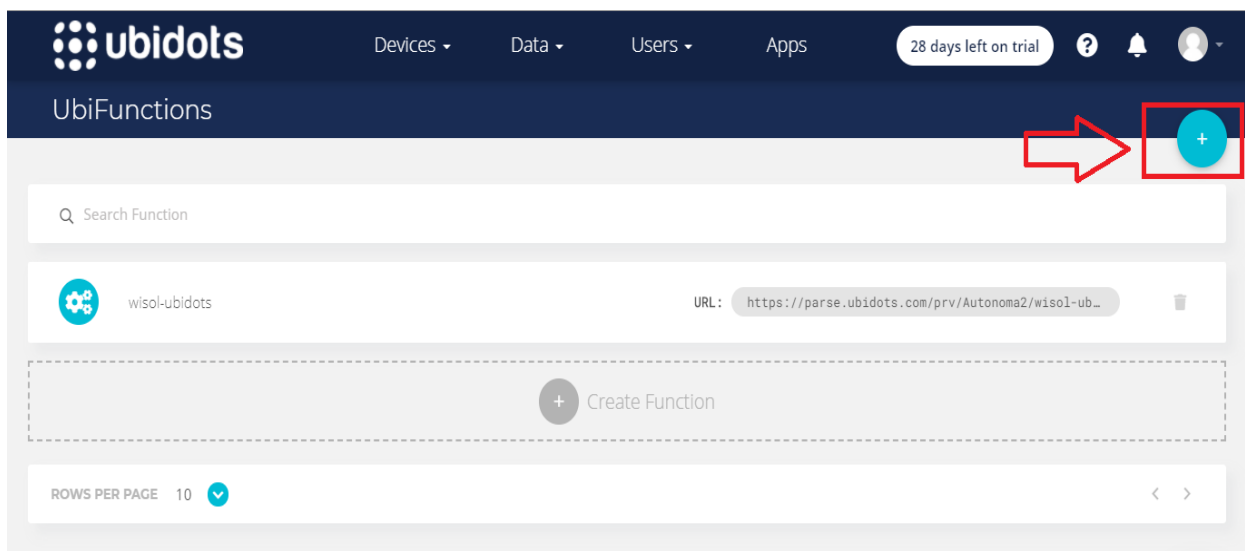 ubidots Devices Data Users Apps 28 days left on trial ?
UbiFunctions
+
Search Function
wisol-ubidots URL: https://parse.ubidots.com/prv/Autonoma2/wisol-ub…
+ Create Function
ROWS PER PAGE 10